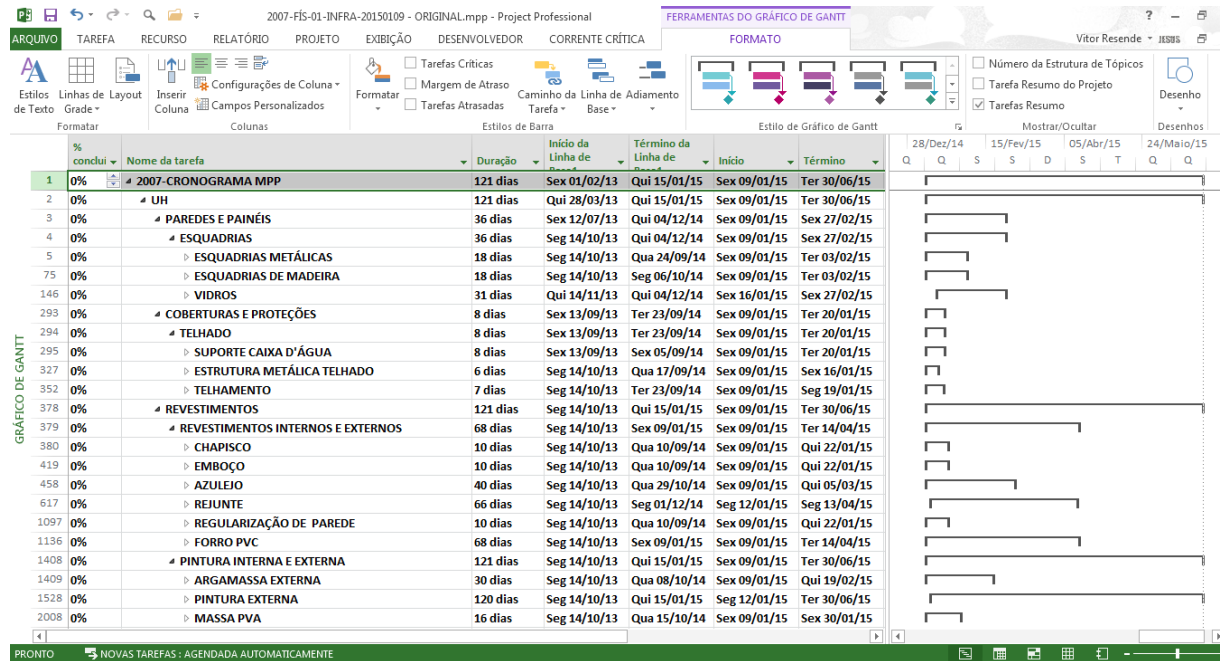 2007-FÍS-01-INFRA-20150109 - ORIGINAL.mpp - Project Professional
FERRAMENTAS DO GRÁFICO DE GANTT
?
ARQUIVO TAREFA RECURSO RELATÓRIO PROJETO EXIBIÇÃO DESENVOLVEDOR CORRENTE CRÍTICA FORMATO Vitor Resende JESUS
Estilos de Texto
Linhas de Grade
Layout
Formatar
Inserir Coluna
Configurações de Coluna
Campos Personalizados
Colunas
Formatar
Tarefas Críticas
Margem de Atraso
Tarefas Atrasadas
Caminho da Tarefa
Linha de Base
Adiamento
Estilos de Barra
Estilo de Gráfico de Gantt
Número da Estrutura de Tópicos
Tarefa Resumo do Projeto
Tarefas Resumo
Mostrar/Ocultar
Desenho
Desenhos
% conclui Nome da tarefa Duração Início da Linha de Término da Linha de Início Término
28/Dez/14 15/Fev/15 05/Abr/15 24/Maio/15
Q Q S S D S T Q Q
1 0% 2007-CRONOGRAMA MPP 121 dias Sex 01/02/13 Qui 15/01/15 Sex 09/01/15 Ter 30/06/15
2 0% UH 121 dias Qui 28/03/13 Qui 15/01/15 Sex 09/01/15 Ter 30/06/15
3 0% PAREDES E PAINÉIS 36 dias Sex 12/07/13 Qui 04/12/14 Sex 09/01/15 Sex 27/02/15
4 0% ESQUADRIAS 36 dias Seg 14/10/13 Qui 04/12/14 Sex 09/01/15 Sex 27/02/15
5 0% ESQUADRIAS METÁLICAS 18 dias Seg 14/10/13 Qua 24/09/14 Sex 09/01/15 Ter 03/02/15
75 0% ESQUADRIAS DE MADEIRA 18 dias Seg 14/10/13 Seg 06/10/14 Sex 09/01/15 Ter 03/02/15
146 0% VIDROS 31 dias Qui 14/11/13 Qui 04/12/14 Sex 16/01/15 Sex 27/02/15
293 0% COBERTURAS E PROTEÇÕES 8 dias Sex 13/09/13 Ter 23/09/14 Sex 09/01/15 Ter 20/01/15
294 0% TELHADO 8 dias Sex 13/09/13 Ter 23/09/14 Sex 09/01/15 Ter 20/01/15
295 0% SUPORTE CAIXA D'ÁGUA 8 dias Sex 13/09/13 Sex 05/09/14 Sex 09/01/15 Ter 20/01/15
327 0% ESTRUTURA METÁLICA TELHADO 6 dias Seg 14/10/13 Qua 17/09/14 Sex 09/01/15 Sex 16/01/15
352 0% TELHAMENTO 7 dias Seg 14/10/13 Ter 23/09/14 Sex 09/01/15 Seg 19/01/15
378 0% REVESTIMENTOS 121 dias Seg 14/10/13 Qui 15/01/15 Sex 09/01/15 Ter 30/06/15
379 0% REVESTIMENTOS INTERNOS E EXTERNOS 68 dias Seg 14/10/13 Sex 09/01/15 Sex 09/01/15 Ter 14/04/15
380 0% CHAPISCO 10 dias Seg 14/10/13 Qua 10/09/14 Sex 09/01/15 Qui 22/01/15
419 0% EMBOÇO 10 dias Seg 14/10/13 Qua 10/09/14 Sex 09/01/15 Qui 22/01/15
458 0% AZULEJO 40 dias Seg 14/10/13 Qua 29/10/14 Sex 09/01/15 Qui 05/03/15
617 0% REJUNTE 66 dias Seg 14/10/13 Seg 01/12/14 Seg 12/01/15 Seg 13/04/15
1097 0% REGULARIZAÇÃO DE PAREDE 10 dias Seg 14/10/13 Qua 10/09/14 Sex 09/01/15 Qui 22/01/15
1136 0% FORRO PVC 68 dias Seg 14/10/13 Sex 09/01/15 Sex 09/01/15 Ter 14/04/15
1408 0% PINTURA INTERNA E EXTERNA 121 dias Seg 14/10/13 Qui 15/01/15 Sex 09/01/15 Ter 30/06/15
1409 0% ARGAMASSA EXTERNA 30 dias Seg 14/10/13 Qua 08/10/14 Sex 09/01/15 Qui 19/02/15
1528 0% PINTURA EXTERNA 120 dias Seg 14/10/13 Qui 15/01/15 Seg 12/01/15 Ter 30/06/15
2008 0% MASSA PVA 16 dias Seg 14/10/13 Qua 15/10/14 Sex 09/01/15 Sex 30/01/15
GRÁFICO DE GANTT
PRONTO NOVAS TAREFAS : AGENDADA AUTOMATICAMENTE